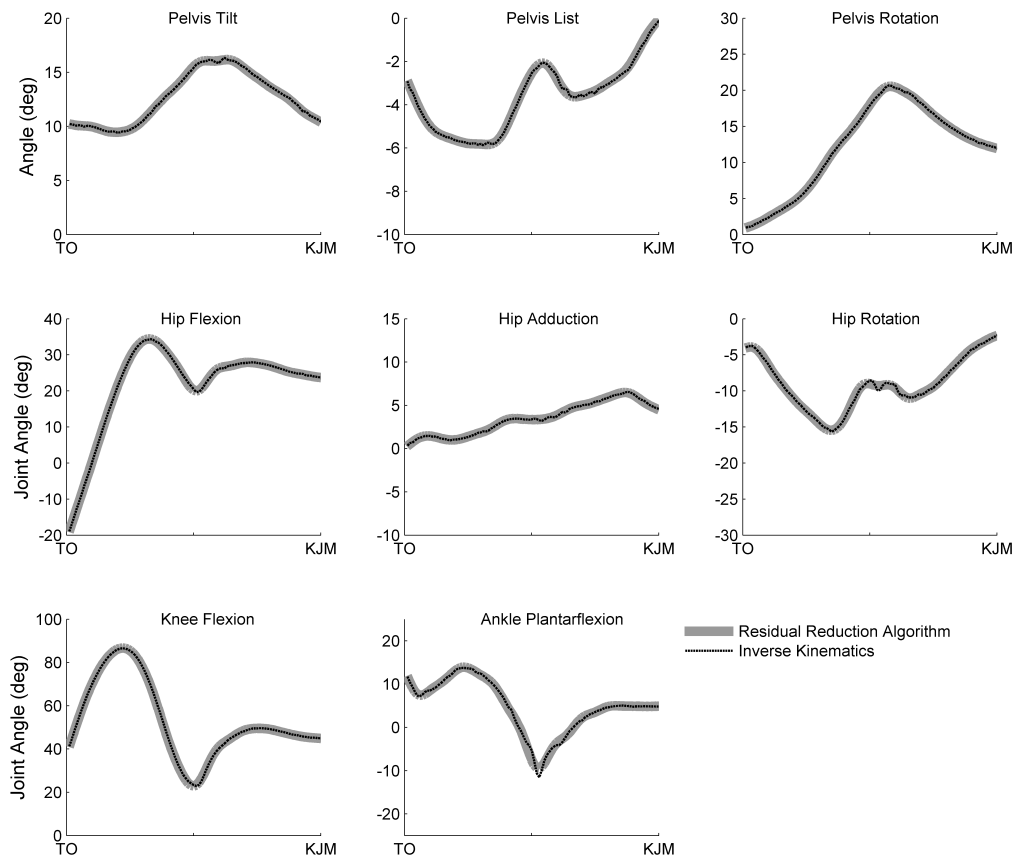 Pelvis Tilt
Pelvis List
Pelvis Rotation
20
15
10
5
0
Angle (deg)
TO
KJM
0
-2
-4
-6
-8
-10
TO
KJM
30
25
20
15
10
5
0
TO
KJM
Hip Flexion
Hip Adduction
Hip Rotation
40
30
20
10
0
-10
-20
Joint Angle (deg)
TO
KJM
15
10
5
0
-5
-10
TO
KJM
0
-5
-10
-15
-20
-25
-30
TO
KJM
Knee Flexion
Ankle Plantarflexion
100
80
60
40
20
0
Joint Angle (deg)
TO
KJM
20
10
0
-10
-20
TO
KJM
Residual Reduction Algorithm
Inverse Kinematics